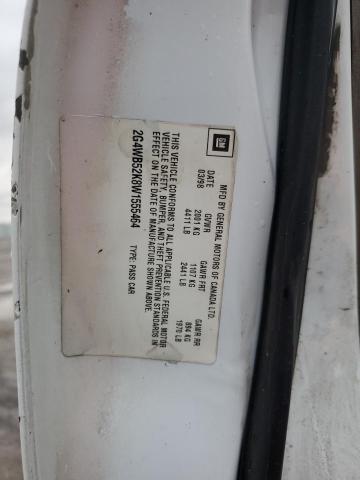 GM
MFD BY GENERAL MOTORS OF CANADA LTD.
DATE GVWR GAWR FRT GAWR RR
03/98 2001 KG 1107 KG 894 KG
4411 LB 2441 LB 1970 LB
THIS VEHICLE CONFORMS TO ALL APPLICABLE U.S. FEDERAL MOTOR
VEHICLE SAFETY, BUMPER, AND THEFT PREVENTION STANDARDS IN
EFFECT ON THE DATE OF MANUFACTURE SHOWN ABOVE.
2G4WB52K8W1555464 TYPE: PASS CAR